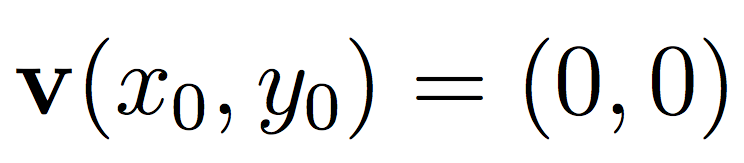 v(x₀, y₀) = (0, 0)